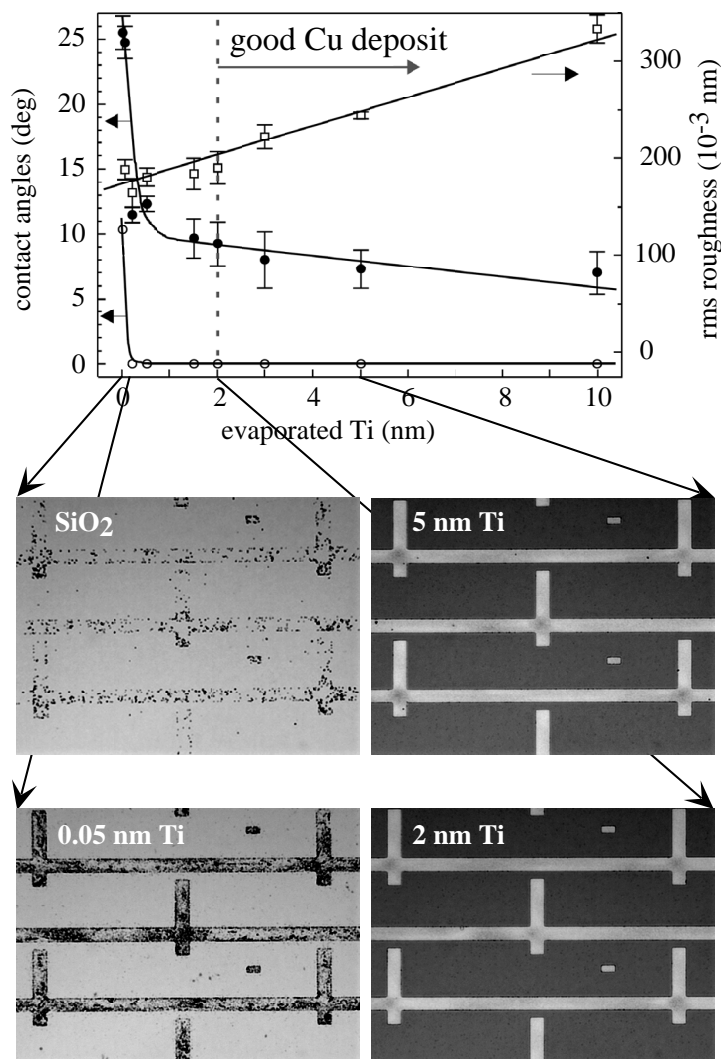 good Cu deposit
contact angles (deg)
25
20
15
10
5
0
rms roughness (10-3 nm)
300
200
100
0
0
2
4
6
8
10
evaporated Ti (nm)
SiO2
5 nm Ti
0.05 nm Ti
2 nm Ti